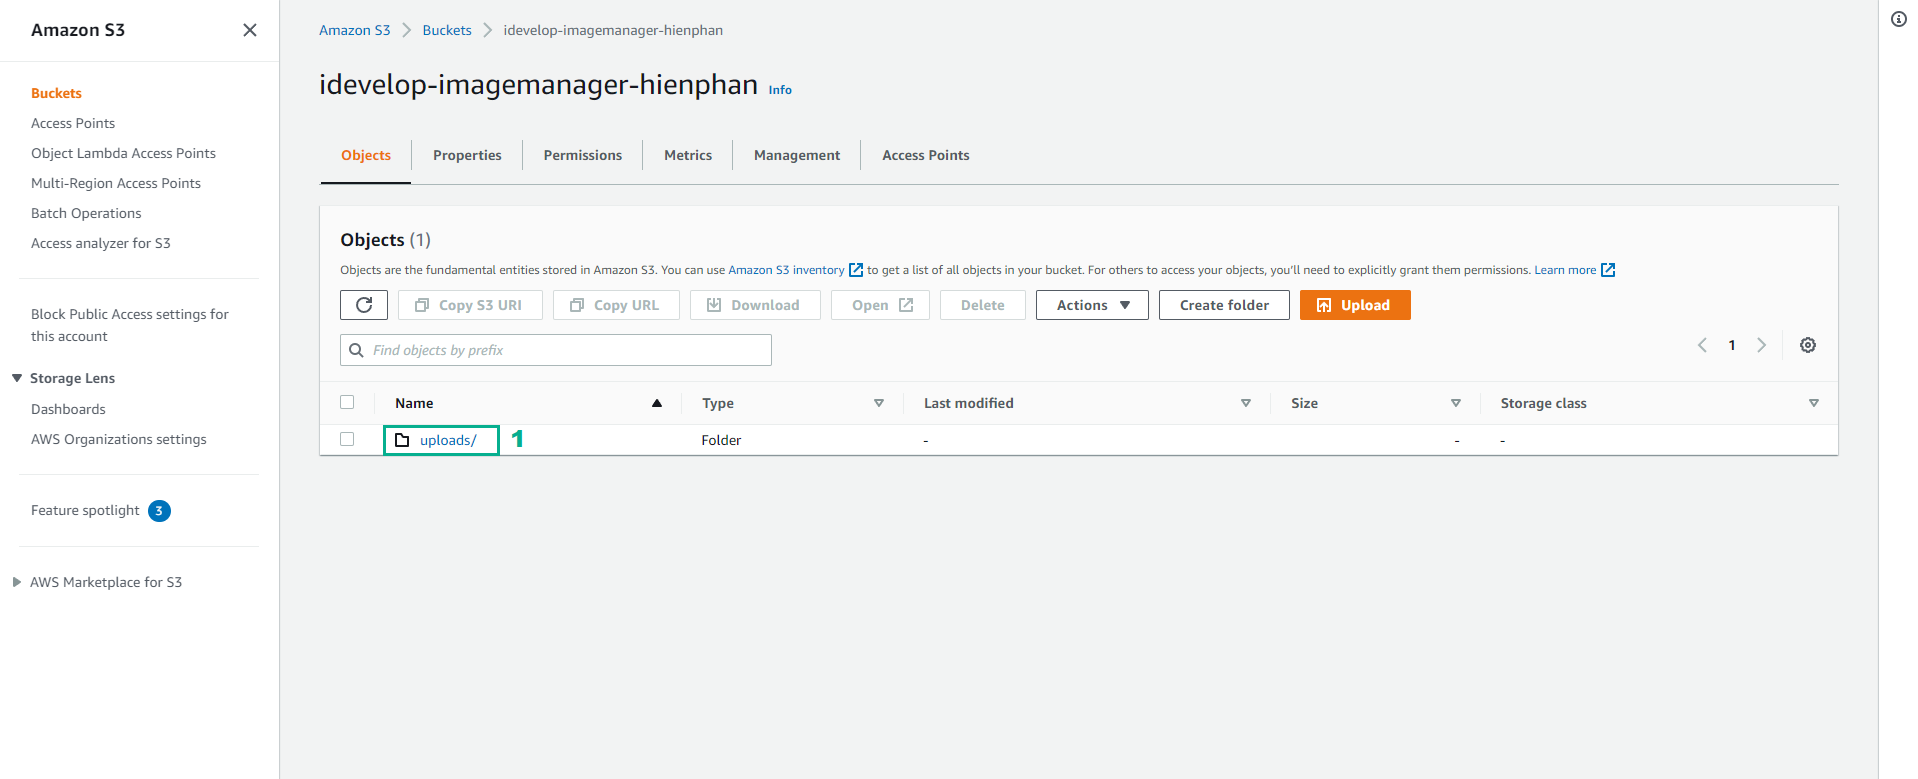 Amazon S3
Buckets
Access Points
Object Lambda Access Points
Multi-Region Access Points
Batch Operations
Access analyzer for S3
Block Public Access settings for
this account
Storage Lens
Dashboards
AWS Organizations settings
Feature spotlight 3
AWS Marketplace for S3
Amazon S3 Buckets idevelop-imagemanager-hienphan
idevelop-imagemanager-hienphan Info
Objects Properties Permissions Metrics Management Access Points
Objects (1)
Objects are the fundamental entities stored in Amazon S3. You can use Amazon S3 inventory to get a list of all objects in your bucket. For others to access your objects, you’ll need to explicitly grant them permissions. Learn more
Copy S3 URI Copy URL Download Open Delete Actions Create folder Upload
Find objects by prefix 1
Name Type Last modified Size Storage class
uploads/ 1 Folder - - -